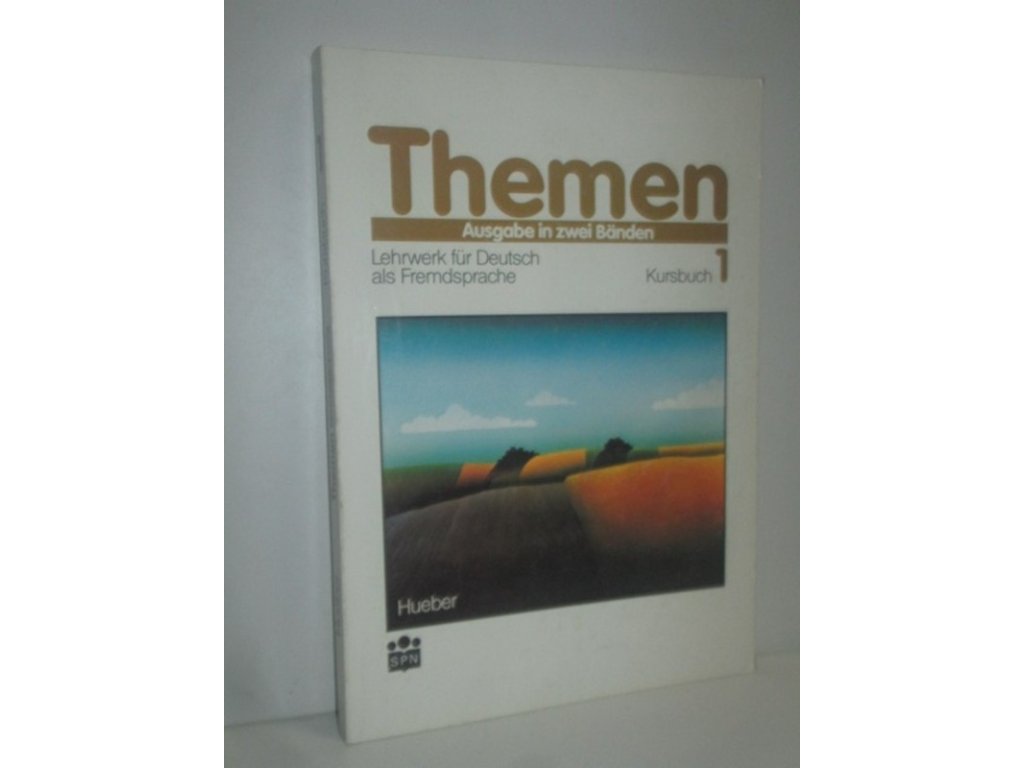 Themen
Ausgabe in zwei Bänden
Lehrwerk für Deutsch
als Fremdsprache
Kursbuch 1
Hueber
SPN